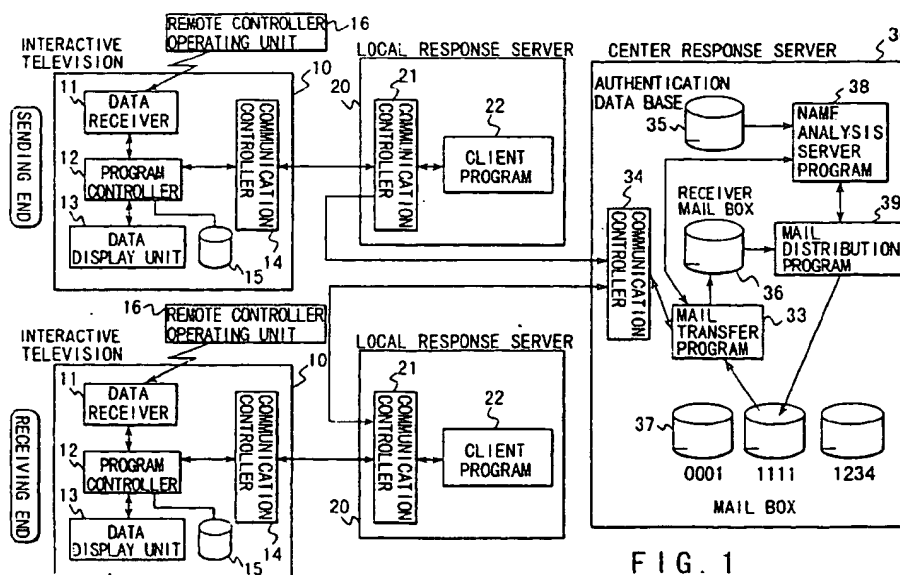 REMOTE CONTROLLER
OPERATING UNIT
16
INTERACTIVE
TELEVISION
10
SENDING END
11
DATA
RECEIVER
12
PROGRAM
CONTROLLER
13
DATA
DISPLAY UNIT
15
COMMUNICATION
CONTROLLER
14
LOCAL RESPONSE SERVER
20
21
COMMUNICATION
CONTROLLER
22
CLIENT
PROGRAM
16
REMOTE CONTROLLER
OPERATING UNIT
INTERACTIVE
TELEVISION
10
RECEIVING END
11
DATA
RECEIVER
12
PROGRAM
CONTROLLER
13
DATA
DISPLAY UNIT
15
COMMUNICATION
CONTROLLER
14
LOCAL RESPONSE SERVER
20
21
COMMUNICATION
CONTROLLER
22
CLIENT
PROGRAM
CENTER RESPONSE SERVER
AUTHENTICATION
DATA BASE
35
38
NAME
ANALYSIS
SERVER
PROGRAM
34
COMMUNICATION
CONTROLLER
RECEIVER
MAIL BOX
36
39
MAIL
DISTRIBUTION
PROGRAM
33
MAIL
TRANSFER
PROGRAM
37
0001
1111
1234
MAIL BOX
FIG. 1